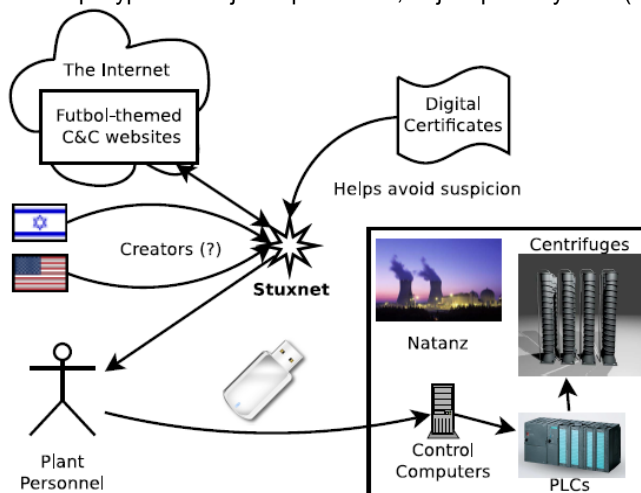 The Internet
Futbol-themed
C&C websites
Digital
Certificates
Helps avoid suspicion
Creators (?)
Stuxnet
Centrifuges
Natanz
Control
Computers
PLCs
Plant
Personnel